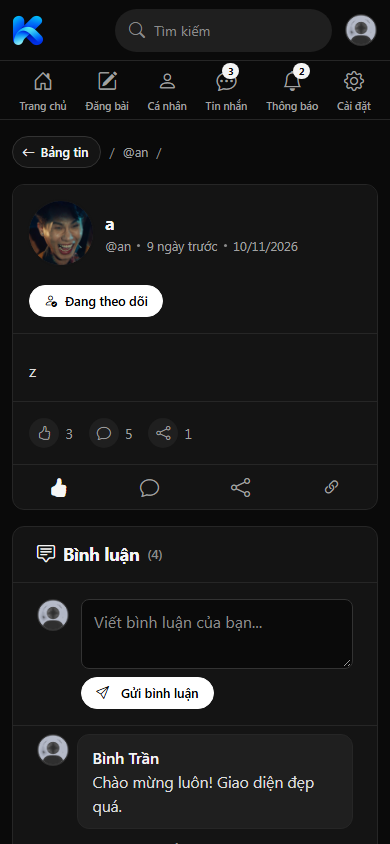 Tìm kiếm
3
2
Trang chủ
Đăng bài
Cá nhân
Tin nhắn
Thông báo
Cài đặt
← Bảng tin / @an /
a
@an • 9 ngày trước • 10/11/2026
Đang theo dõi
z
3 5 1
Bình luận (4)
Viết bình luận của bạn...
Gửi bình luận
Bình Trần
Chào mừng luôn! Giao diện đẹp
quá.